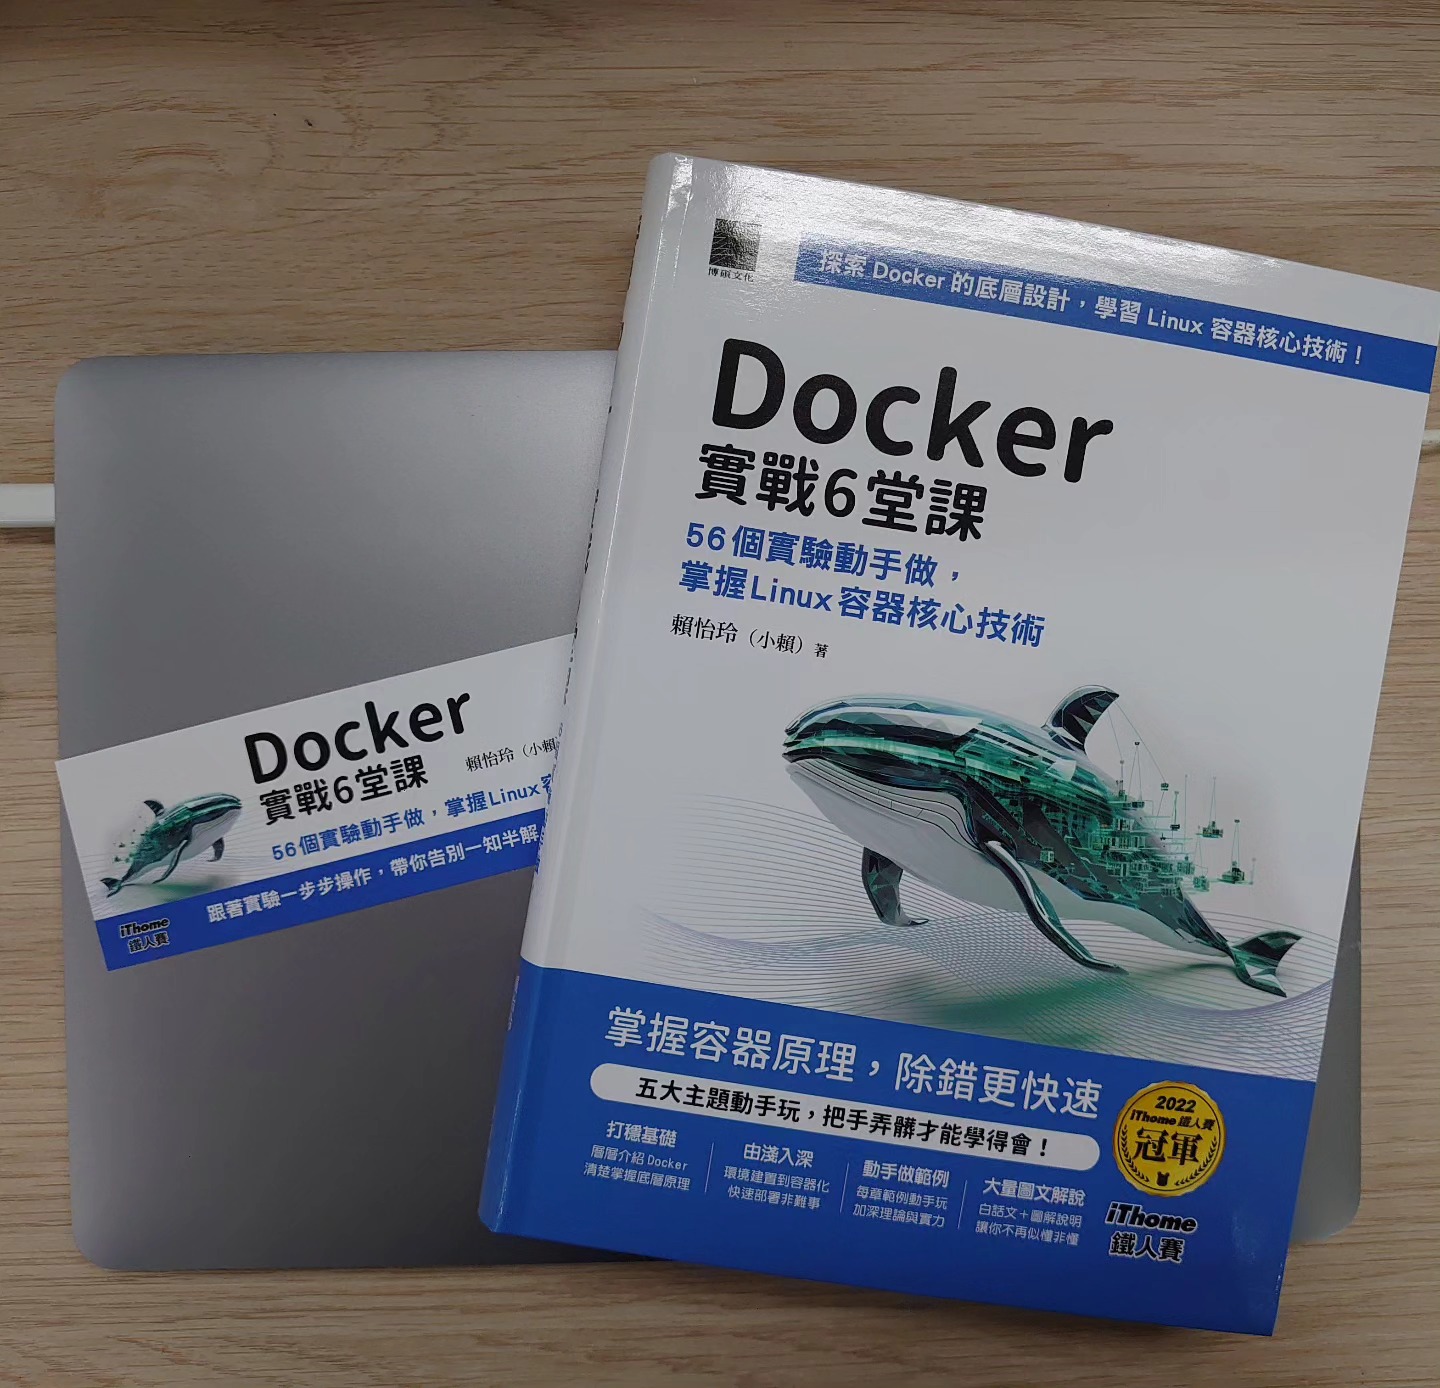 博碩文化
探索 Docker 的底層設計，學習 Linux 容器核心技術！
Docker
實戰6堂課
56個實驗動手做，
掌握Linux容器核心技術
賴怡玲（小賴）著
掌握容器原理，除錯更快速
五大主題動手玩，把手弄髒才能學得會！
打穩基礎
層層介紹 Docker
清楚掌握底層原理
由淺入深
環境建置到容器化
快速部署非難事
動手做範例
每章範例動手玩
加深理論與實力
大量圖文解說
白話文＋圖解說明
讓你不再似懂非懂
2022
iThome 鐵人賽
冠軍
iThome
鐵人賽
Docker
實戰6堂課
賴怡玲（小賴
56個實驗動手做，掌握Linux容
跟著實驗一步步操作，帶你告別一知半解
iThome
鐵人賽